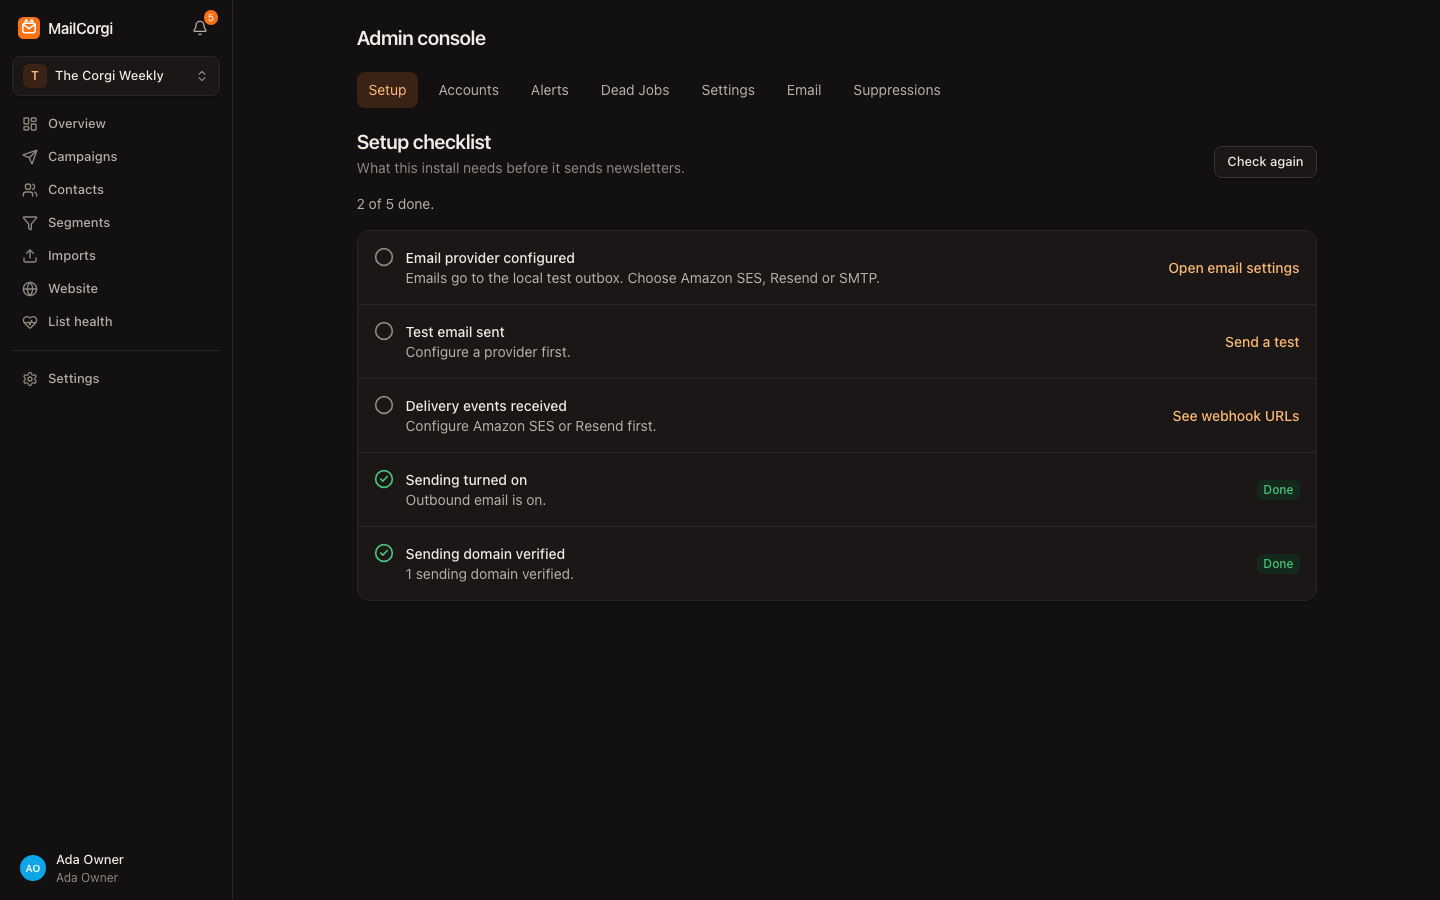 MailCorgi
5
T
The Corgi Weekly
Overview
Campaigns
Contacts
Segments
Imports
Website
List health
Settings
AO
Ada Owner
Ada Owner
Admin console
Setup
Accounts
Alerts
Dead Jobs
Settings
Email
Suppressions
Setup checklist
What this install needs before it sends newsletters.
Check again
2 of 5 done.
Email provider configured
Emails go to the local test outbox. Choose Amazon SES, Resend or SMTP.
Open email settings
Test email sent
Configure a provider first.
Send a test
Delivery events received
Configure Amazon SES or Resend first.
See webhook URLs
Sending turned on
Outbound email is on.
Done
Sending domain verified
1 sending domain verified.
Done